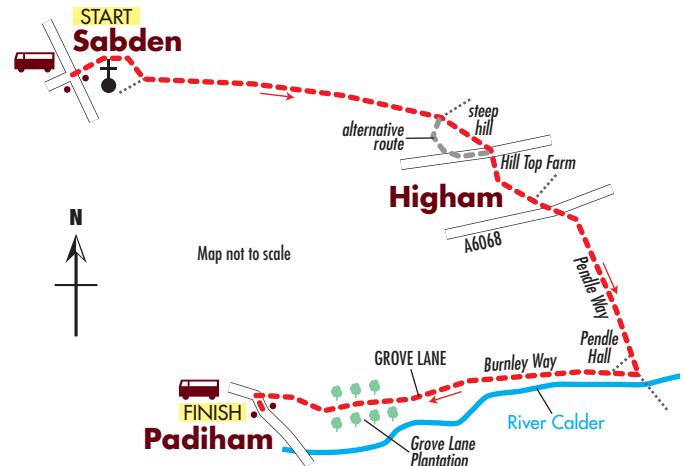 START
Sabden
steep
hill
alternative
route
Hill Top Farm
Higham
A6068
N
Map not to scale
Pendle Way
Pendle
Hall
GROVE LANE
Burnley Way
FINISH
River Calder
Padiham
Grove Lane
Plantation